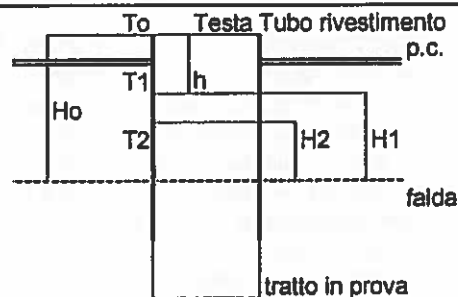 To Testa Tubo rivestimento
p.c.
T1 h
Ho T2 H2 H1
falda
tratto in prova